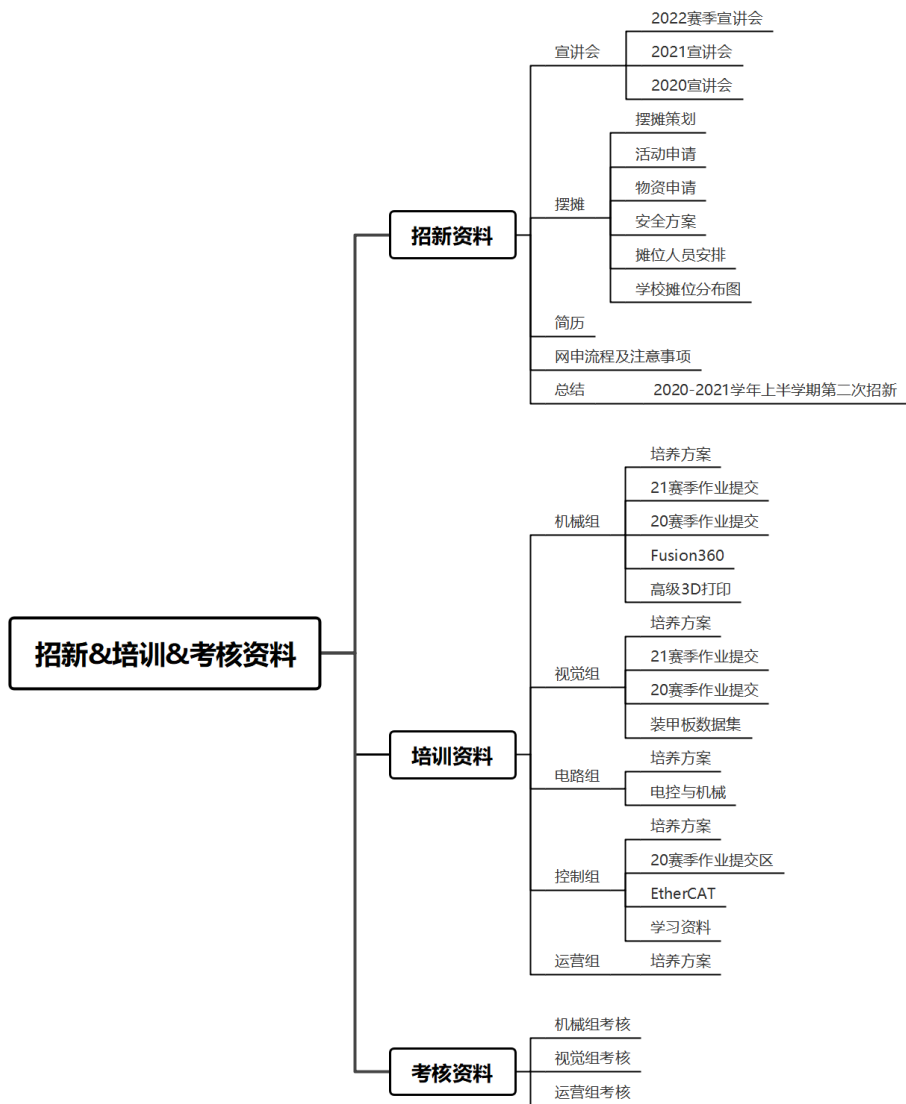 招新&培训&考核资料
招新资料
宣讲会
2022赛季宣讲会
2021宣讲会
2020宣讲会
摆摊
摆摊策划
活动申请
物资申请
安全方案
摊位人员安排
学校摊位分布图
简历
网申流程及注意事项
总结
2020-2021学年上半学期第二次招新
培训资料
机械组
培养方案
21赛季作业提交
20赛季作业提交
Fusion360
高级3D打印
视觉组
培养方案
21赛季作业提交
20赛季作业提交
装甲板数据集
电路组
培养方案
电控与机械
控制组
培养方案
20赛季作业提交区
EtherCAT
学习资料
运营组
培养方案
考核资料
机械组考核
视觉组考核
运营组考核